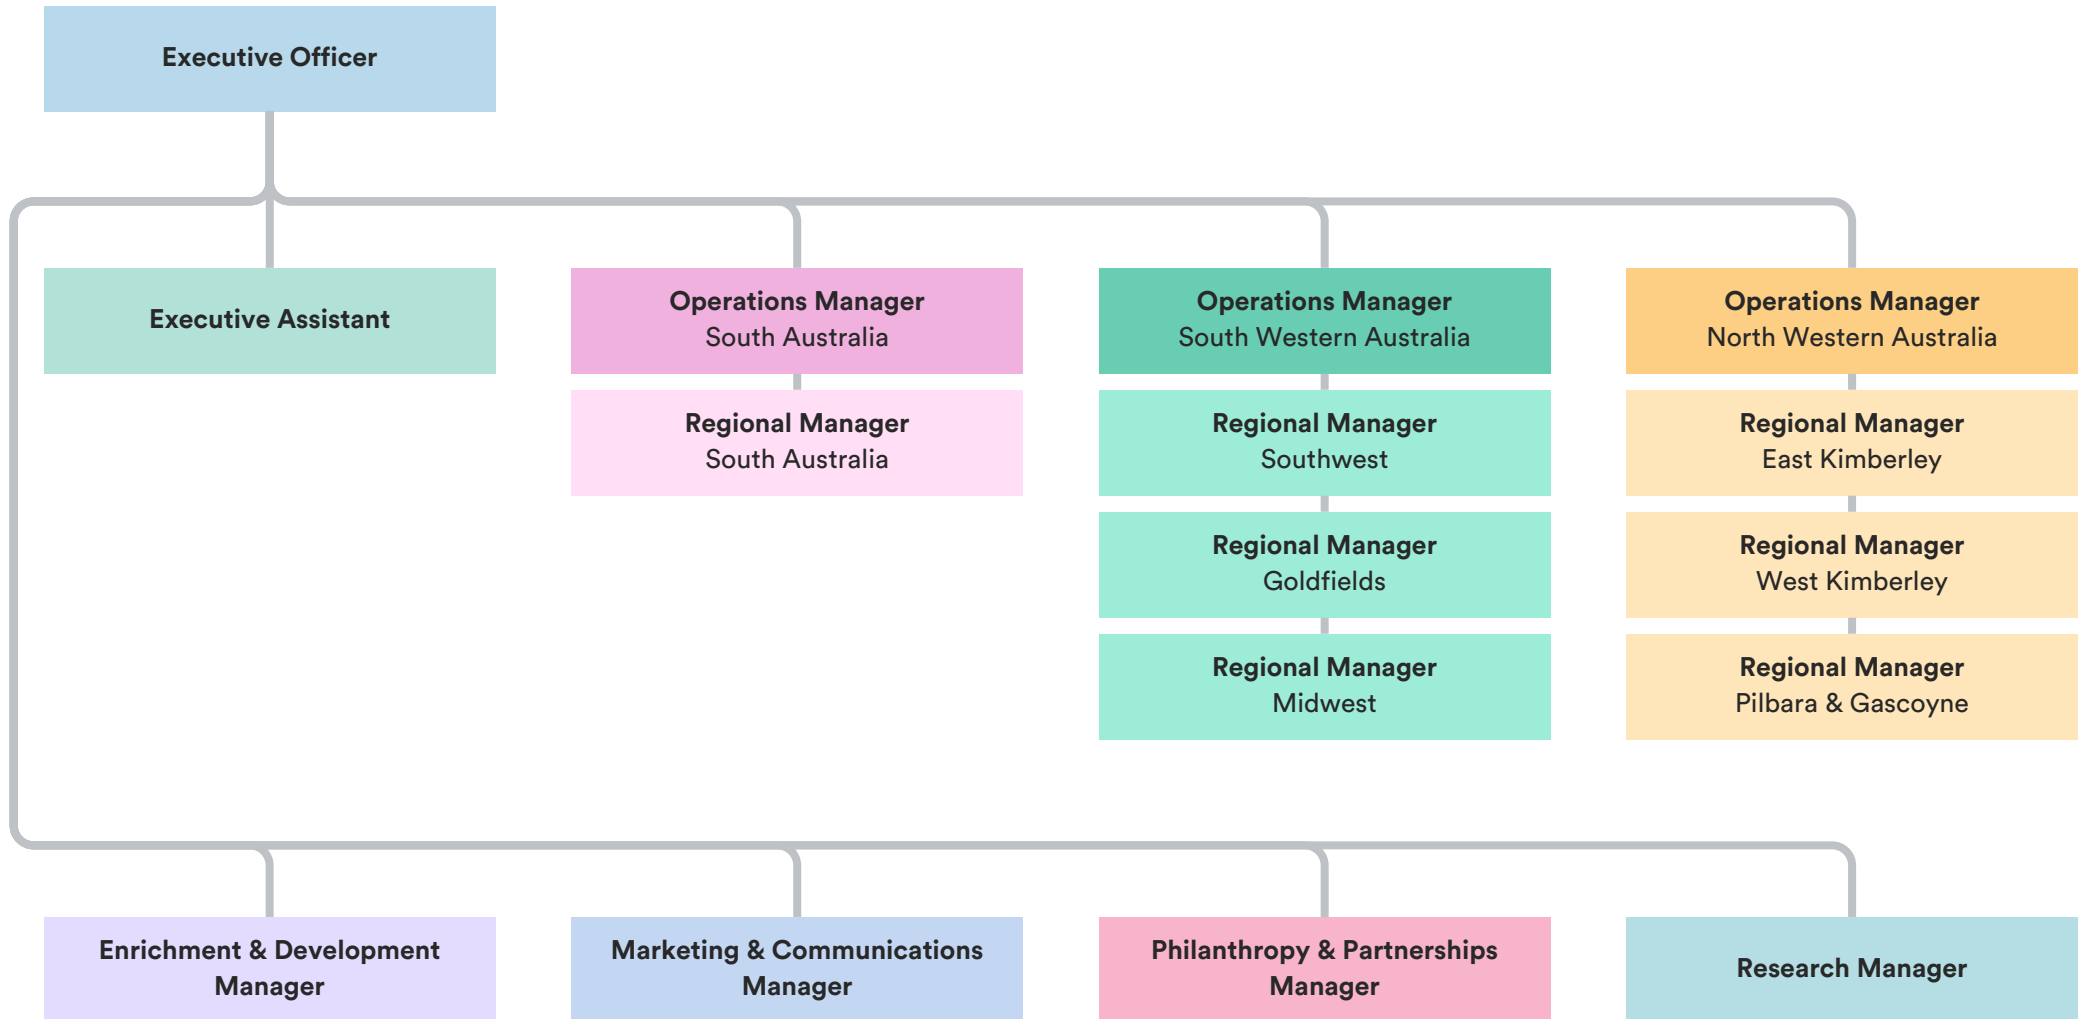 Executive Officer
Executive Assistant
Operations Manager
South Australia
Regional Manager
South Australia
Operations Manager
South Western Australia
Regional Manager
Southwest
Regional Manager
Goldfields
Regional Manager
Midwest
Operations Manager
North Western Australia
Regional Manager
East Kimberley
Regional Manager
West Kimberley
Regional Manager
Pilbara & Gascoyne
Enrichment & Development
Manager
Marketing & Communications
Manager
Philanthropy & Partnerships
Manager
Research Manager